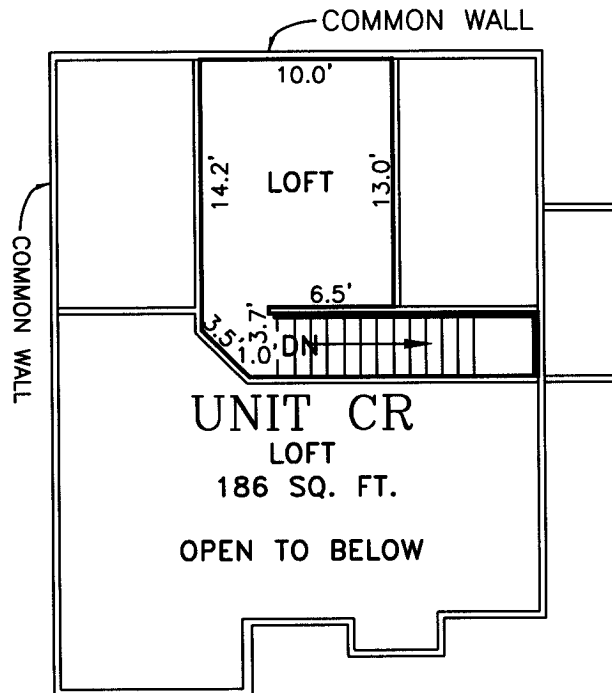 COMMON WALL
10.0'
14.2'
LOFT
13.0'
COMMON WALL
6.5'
3.7'
3.5'
1.0'
DN
UNIT CR
LOFT
186 SQ. FT.
OPEN TO BELOW